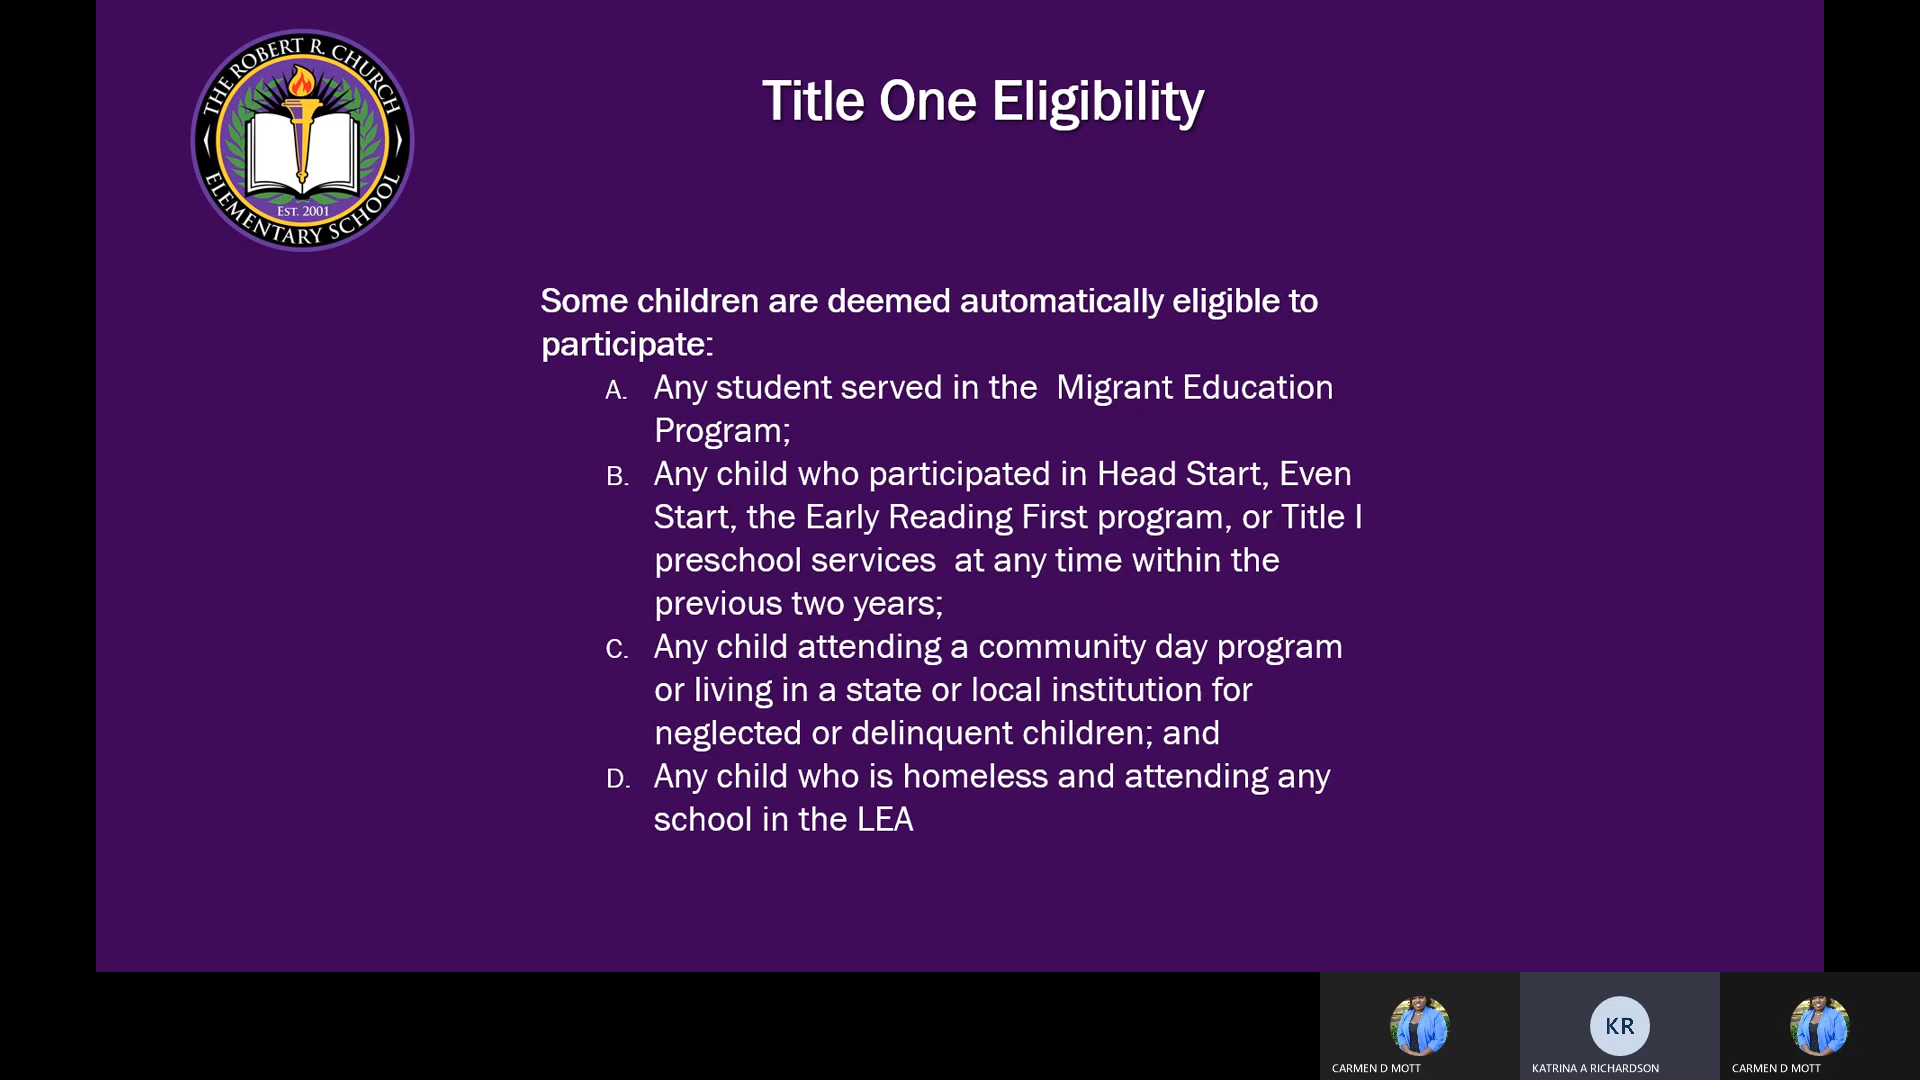 THE ROBERT R. CHURCH
EST. 2001
ELEMENTARY SCHOOL
Title One Eligibility
Some children are deemed automatically eligible to
participate:
A. Any student served in the  Migrant Education
Program;
B. Any child who participated in Head Start, Even
Start, the Early Reading First program, or Title I
preschool services  at any time within the
previous two years;
C. Any child attending a community day program
or living in a state or local institution for
neglected or delinquent children; and
D. Any child who is homeless and attending any
school in the LEA
KR
CARMEN D MOTT
KATRINA A RICHARDSON
CARMEN D MOTT